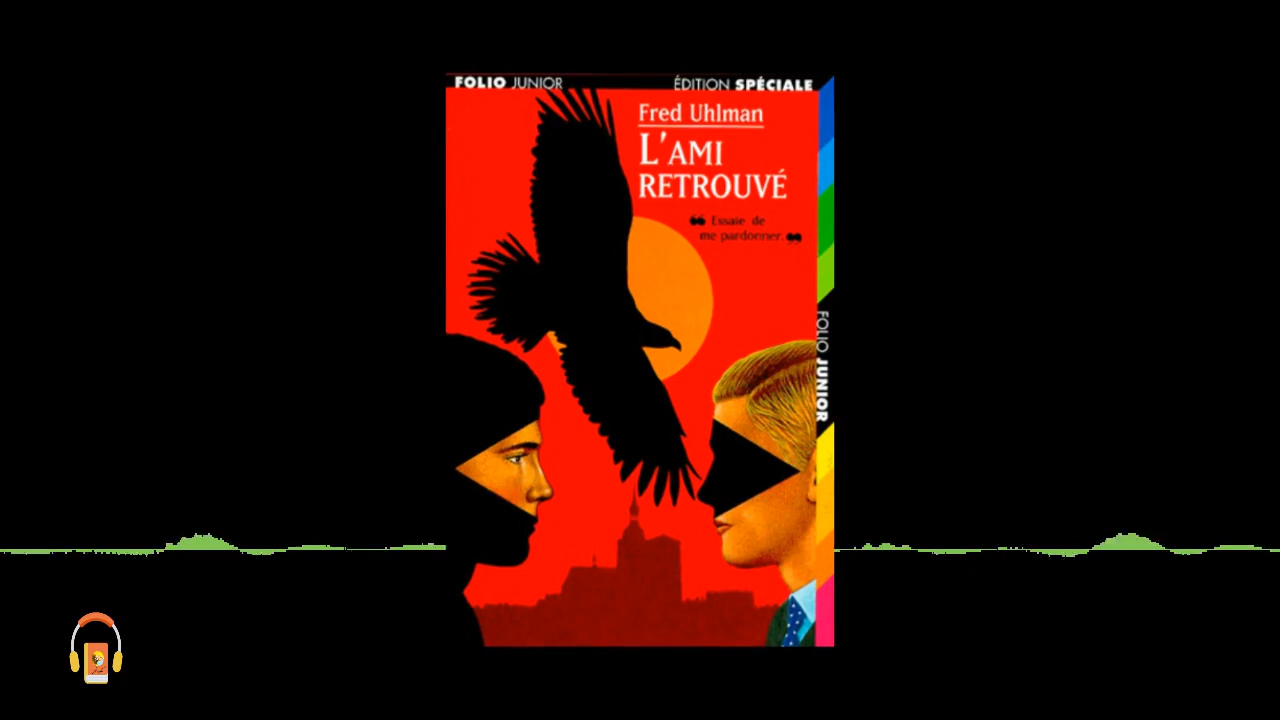 FOLIO JUNIOR
ÉDITION SPÉCIALE
Fred Uhlman
L'AMI
RETROUVÉ
“ Essaie de
me pardonner. ”
FOLIO JUNIOR